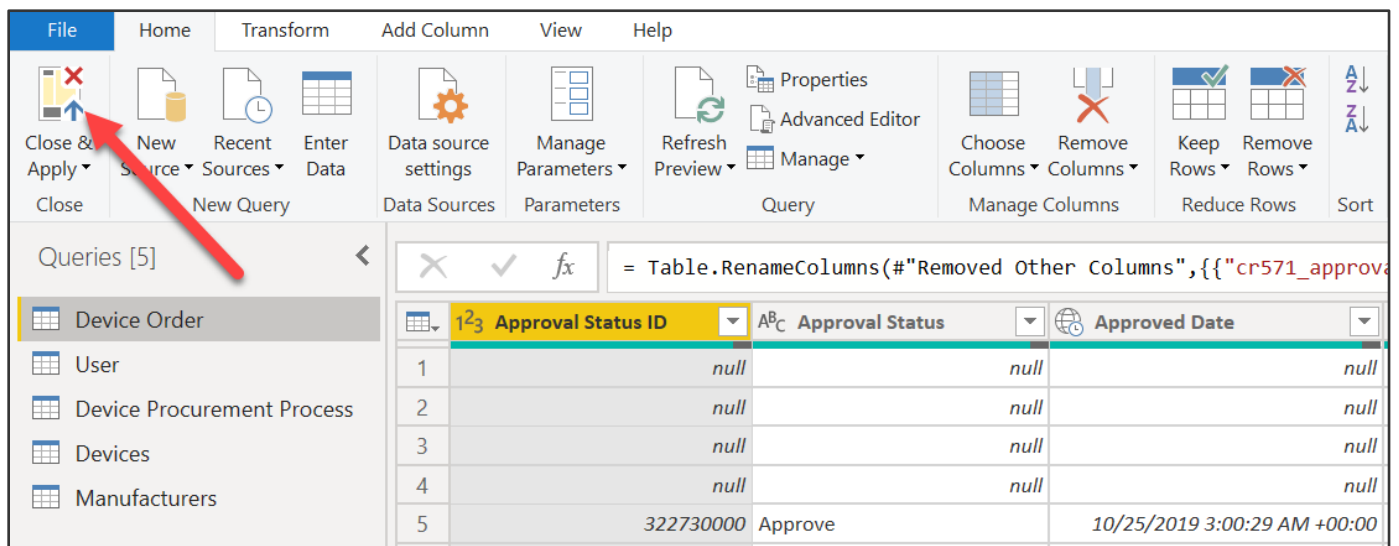 File Home Transform Add Column View Help
Close & Apply
New Source
Recent Sources
Enter Data
Data source settings
Manage Parameters
Refresh Preview
Properties
Advanced Editor
Manage
Choose Columns
Remove Columns
Keep Rows
Remove Rows
A Z
Z A
Close New Query Data Sources Parameters Query Manage Columns Reduce Rows Sort
Queries [5]
fx = Table.RenameColumns(#"Removed Other Columns",{{"cr571_approva
Device Order
User
Device Procurement Process
Devices
Manufacturers
123 Approval Status ID ABC Approval Status Approved Date
1 null null null
2 null null null
3 null null null
4 null null null
5 322730000 Approve 10/25/2019 3:00:29 AM +00:00